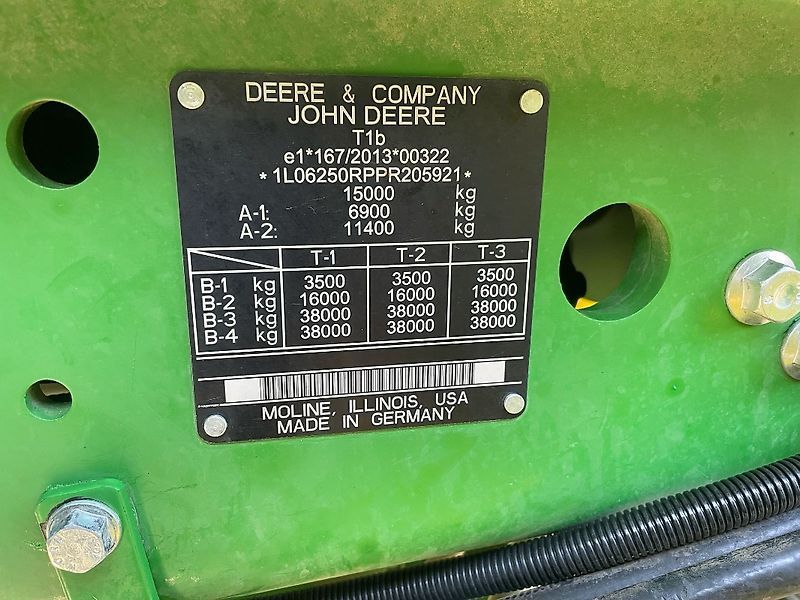 DEERE & COMPANY
JOHN DEERE
T1b
e1*167/2013*00322
*1L06250RPPR205921*
15000 kg
A-1: 6900 kg
A-2: 11400 kg
T-1 T-2 T-3
B-1 kg 3500 3500 3500
B-2 kg 16000 16000 16000
B-3 kg 38000 38000 38000
B-4 kg 38000 38000 38000
MOLINE, ILLINOIS, USA
MADE IN GERMANY